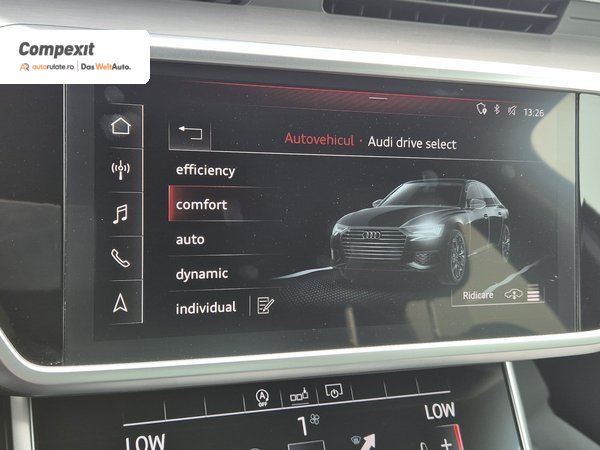 Compexit
autorulate.ro | Das WeltAuto.
13:26
Autovehicul · Audi drive select
efficiency
comfort
auto
dynamic
individual
Ridicare
OFF
LOW
1
LOW
+